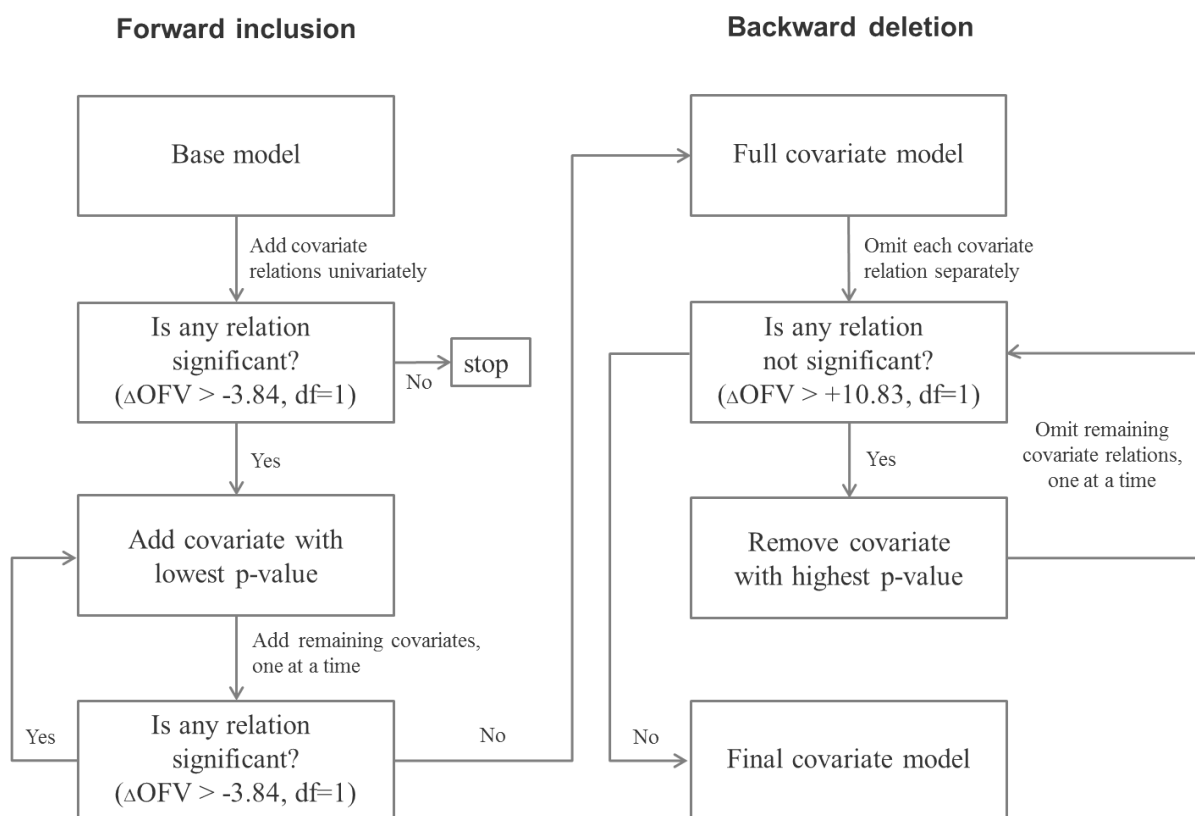 Forward inclusion
Base model
Add covariate
relations univariately
Is any relation
significant?
(ΔOFV > -3.84, df=1)
No
stop
Yes
Add covariate with
lowest p-value
Add remaining covariates,
one at a time
Is any relation
significant?
(ΔOFV > -3.84, df=1)
Yes
No
Backward deletion
Full covariate model
Omit each covariate
relation separately
Is any relation
not significant?
(ΔOFV > +10.83, df=1)
Yes
Remove covariate
with highest p-value
Omit remaining
covariate relations,
one at a time
No
Final covariate model